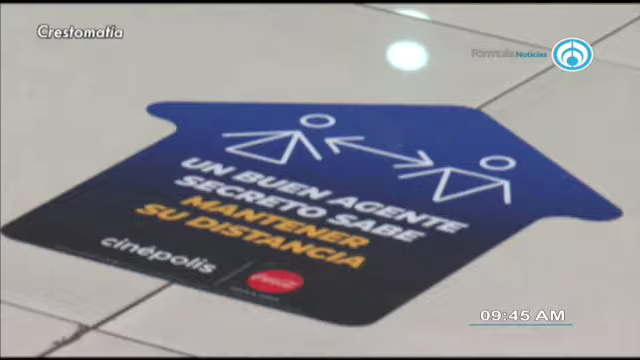 Crestomatía
Fórmula Noticias
UN BUEN AGENTE
SECRETO SABE
MANTENER
SU DISTANCIA
cinépolis
Coca-Cola
09:45 AM